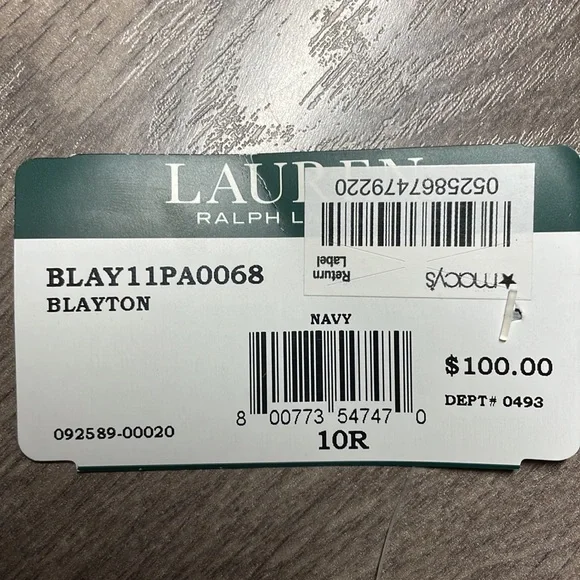 LAUREN
RALPH L
0525867479220
Return
Label
macy's
BLAY11PA0068
BLAYTON
NAVY
$100.00
DEPT# 0493
8 00773 54747 0
092589-00020
10R